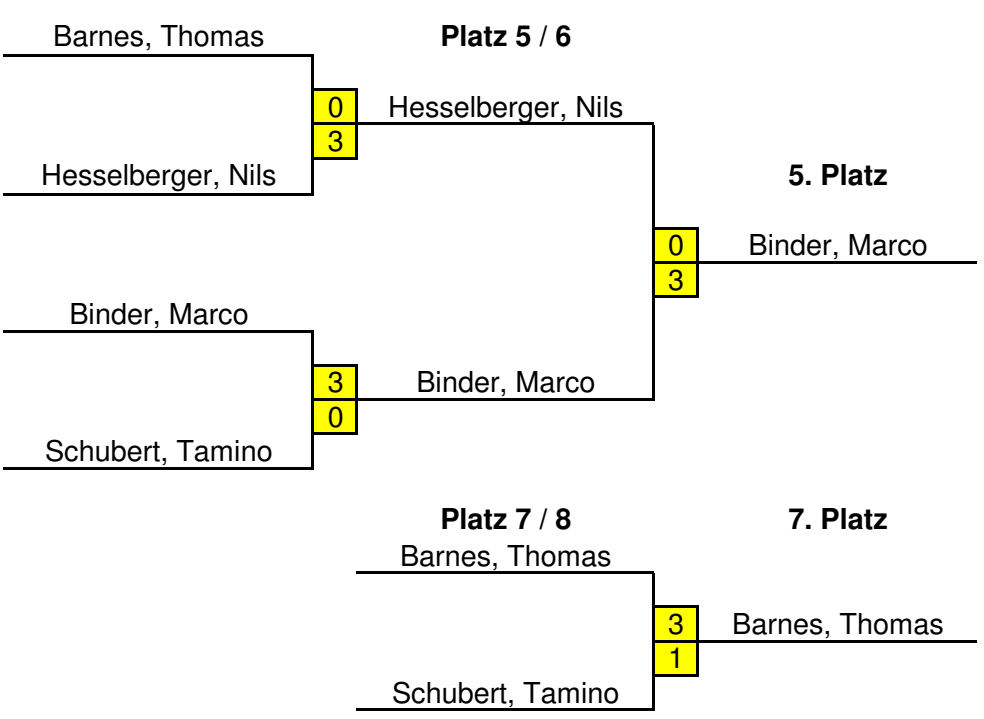 Barnes, Thomas
Platz 5 / 6
0
Hesselberger, Nils
3
Hesselberger, Nils
5. Platz
0
Binder, Marco
3
Binder, Marco
3
Binder, Marco
0
Schubert, Tamino
Platz 7 / 8
7. Platz
Barnes, Thomas
3
Barnes, Thomas
1
Schubert, Tamino